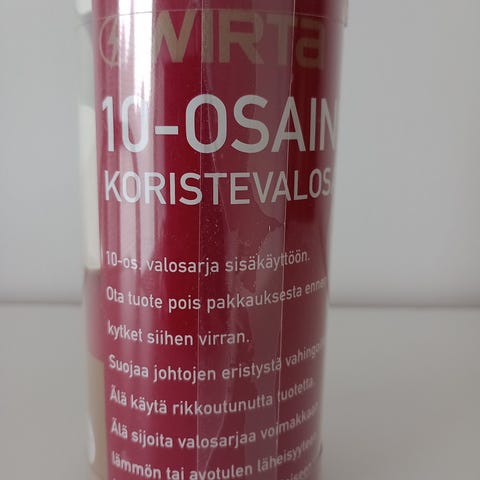 WIRTA
10-OSAIN
KORISTEVALOS
10-os. valosarja sisäkäyttöön.
Ota tuote pois pakkauksesta ennen
kytket siihen virran.
Suojaa johtojen eristystä vahingo
Älä käytä rikkoutunutta tuotetta.
Älä sijoita valosarjaa voimakkaan
lämmön tai avotulen läheisyyteen